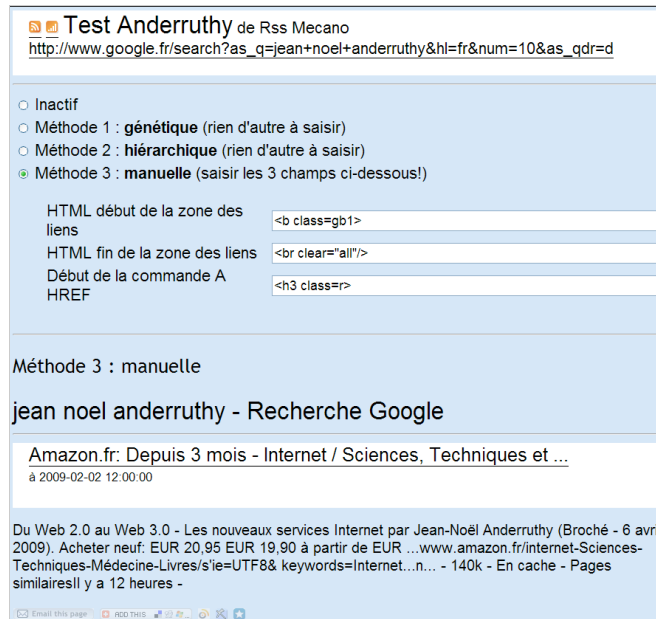 Test Anderruthy de Rss Mecano
http://www.google.fr/search?as_q=jean+noel+anderruthy&hl=fr&num=10&as_qdr=d
Inactif
Méthode 1 : génétique (rien d'autre à saisir)
Méthode 2 : hiérarchique (rien d'autre à saisir)
Méthode 3 : manuelle (saisir les 3 champs ci-dessous!)
HTML début de la zone des
liens
<b class=gb1>
HTML fin de la zone des liens
<br clear="all"/>
Début de la commande A
HREF
<h3 class=r>
Méthode 3 : manuelle
jean noel anderruthy - Recherche Google
Amazon.fr: Depuis 3 mois - Internet / Sciences, Techniques et ...
à 2009-02-02 12:00:00
Du Web 2.0 au Web 3.0 - Les nouveaux services Internet par Jean-Noël Anderruthy (Broché - 6 avri
2009). Acheter neuf: EUR 20,95 EUR 19,90 à partir de EUR ...www.amazon.fr/internet-Sciences-
Techniques-Médecine-Livres/s'ie=UTF8& keywords=Internet...n... - 140k - En cache - Pages
similairesIl y a 12 heures -
Email this page ADD THIS